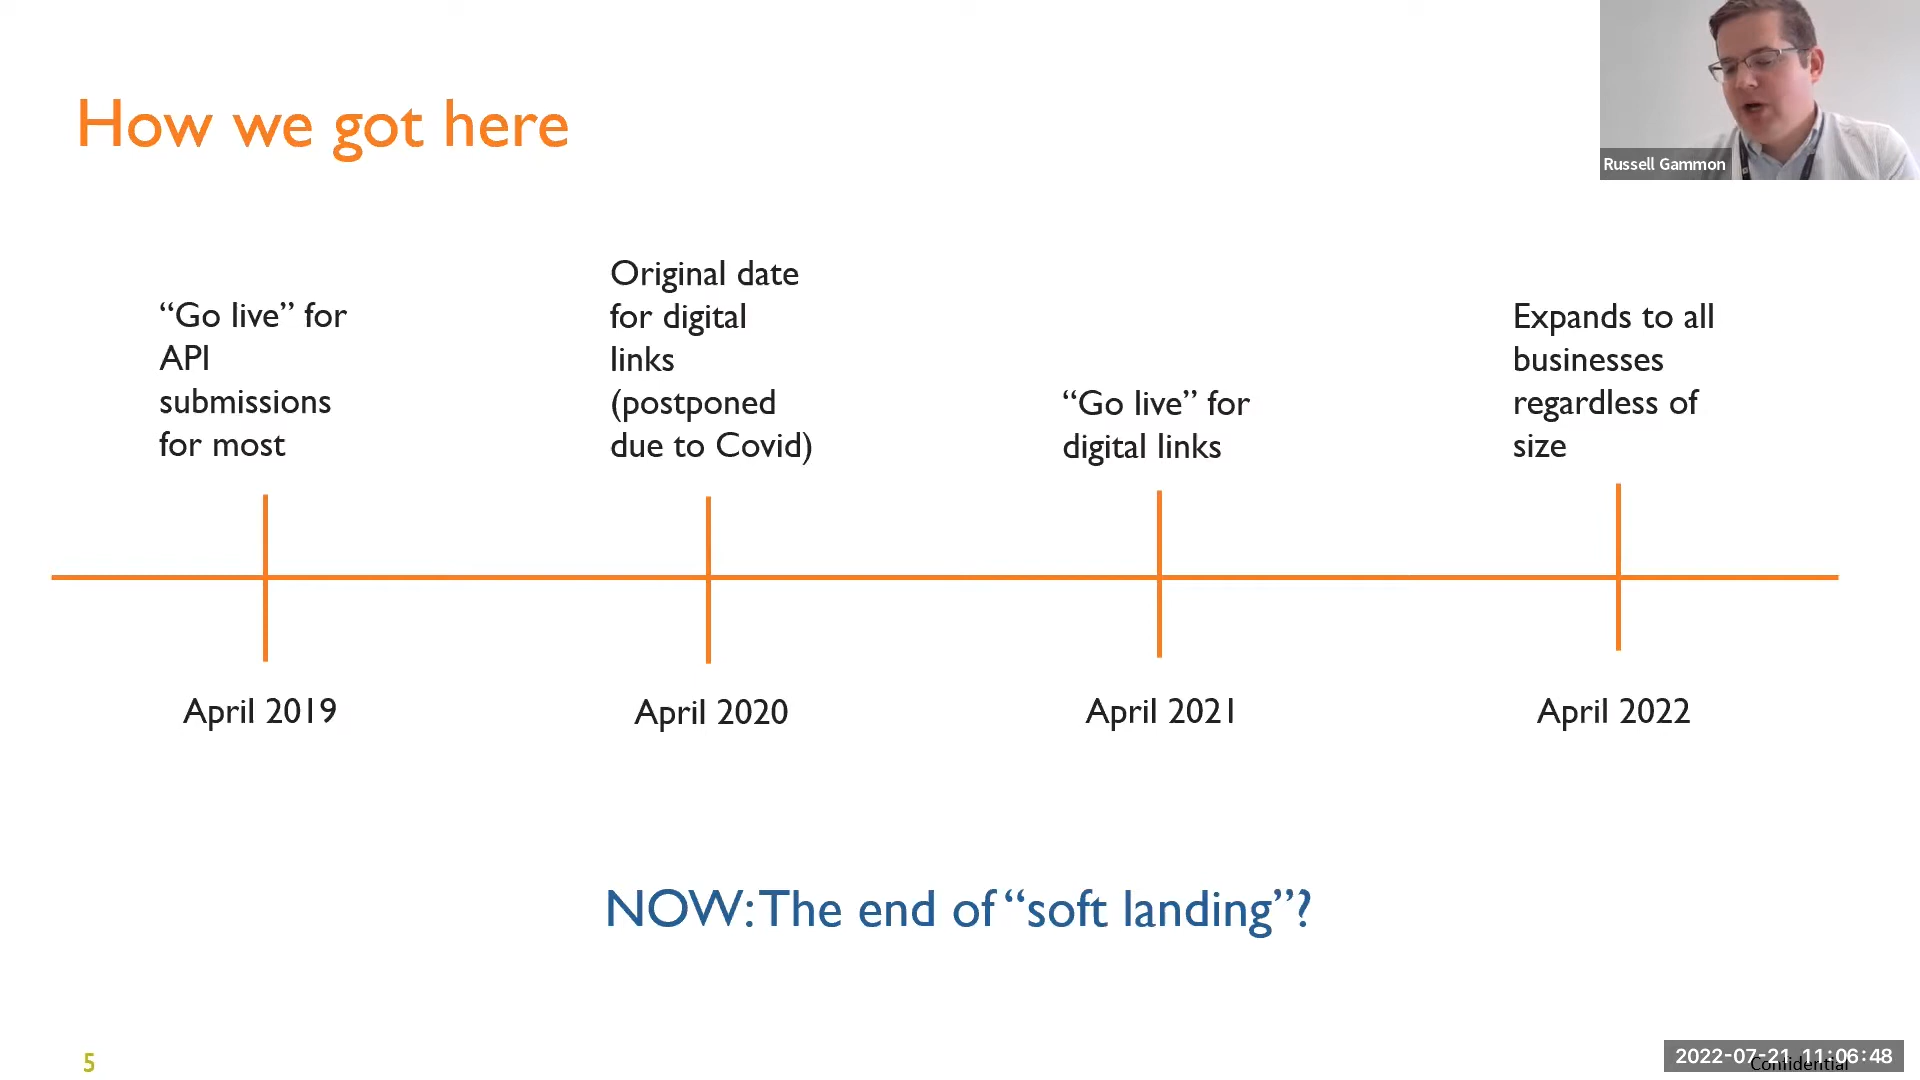 How we got here
Russell Gammon
“Go live” for
API
submissions
for most
Original date
for digital
links
(postponed
due to Covid)
“Go live” for
digital links
Expands to all
businesses
regardless of
size
April 2019
April 2020
April 2021
April 2022
NOW: The end of “soft landing”?
5
2022-07-21 11:06:48
Confidential